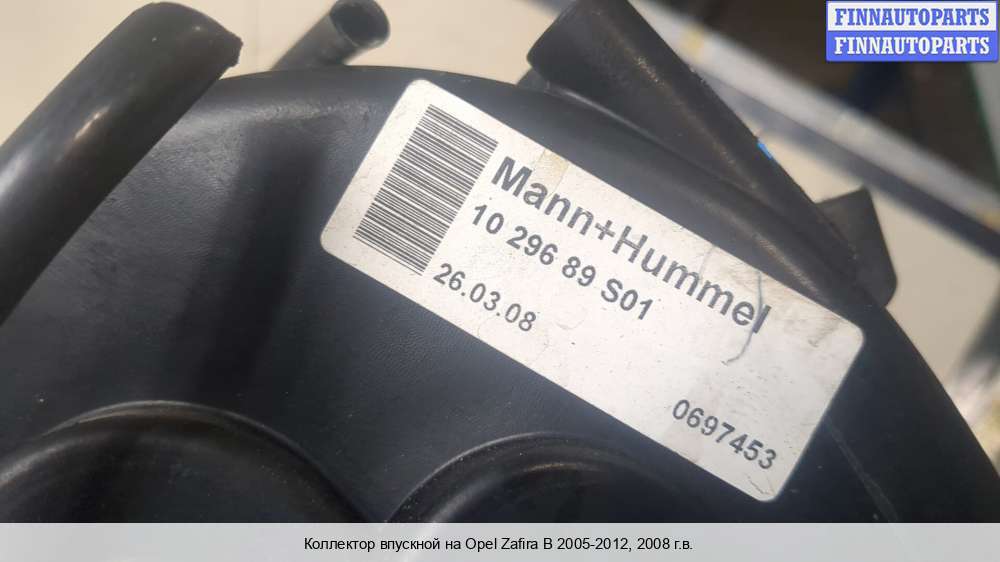 FINNAUTOPARTS
FINNAUTOPARTS
Mann+Hummel
10 296 89 S01
26.03.08
0697453
Коллектор впускной на Opel Zafira B 2005-2012, 2008 г.в.